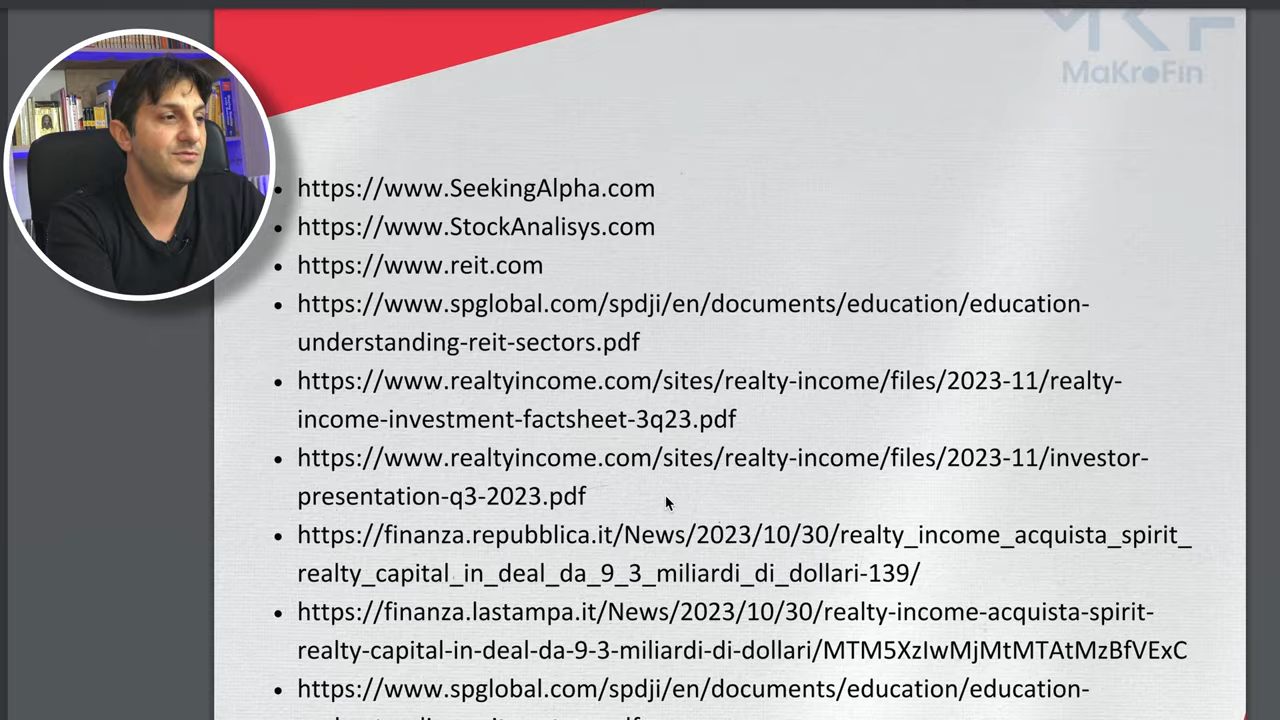 MaKroFin
• https://www.SeekingAlpha.com
• https://www.StockAnalisys.com
• https://www.reit.com
• https://www.spglobal.com/spdji/en/documents/education/education-
understanding-reit-sectors.pdf
• https://www.realtyincome.com/sites/realty-income/files/2023-11/realty-
income-investment-factsheet-3q23.pdf
• https://www.realtyincome.com/sites/realty-income/files/2023-11/investor-
presentation-q3-2023.pdf
• https://finanza.repubblica.it/News/2023/10/30/realty_income_acquista_spirit_
realty_capital_in_deal_da_9_3_miliardi_di_dollari-139/
• https://finanza.lastampa.it/News/2023/10/30/realty-income-acquista-spirit-
realty-capital-in-deal-da-9-3-miliardi-di-dollari/MTM5XzIwMjMtMTAtMzBfVExC
• https://www.spglobal.com/spdji/en/documents/education/education-